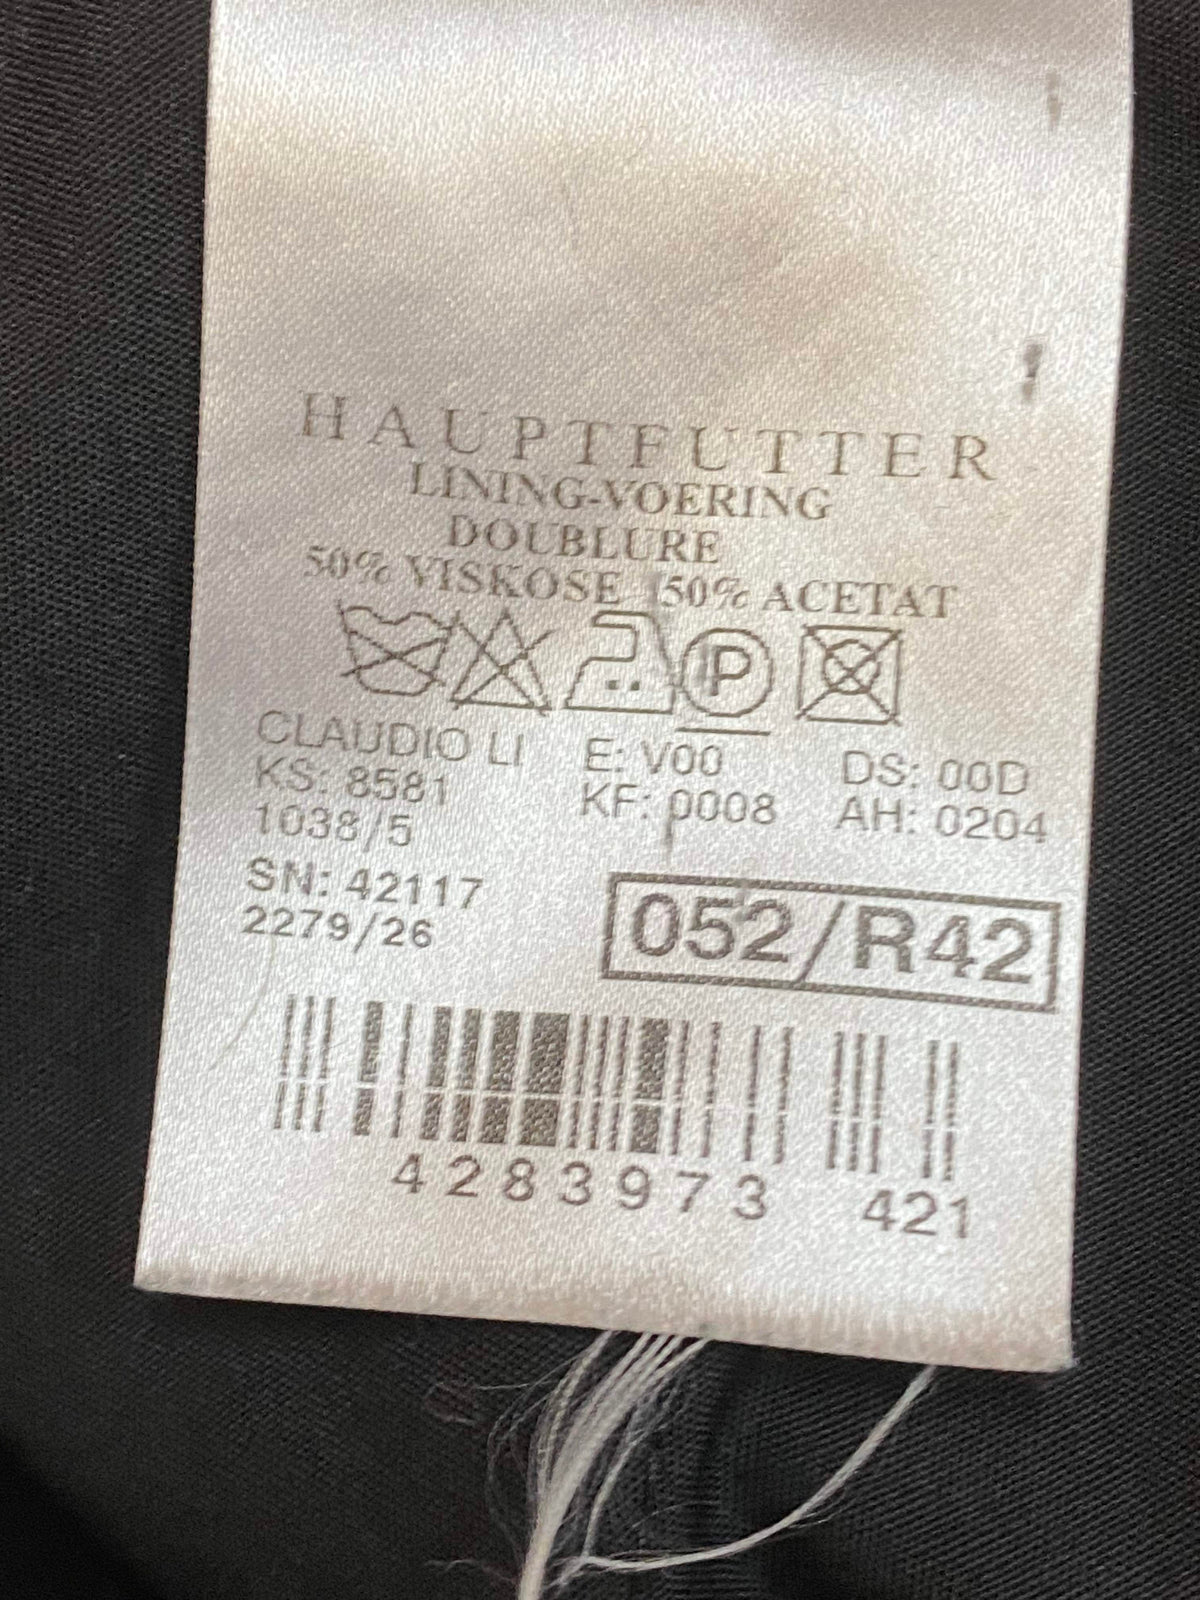 HAUPTFUTTER
LINING-VOERING
DOUBLURE
50% VISKOSE 50% ACETAT
P
CLAUDIO LI E: V00 DS: 00D
KS: 8581 KF: 0008 AH: 0204
1038/5
SN: 42117
2279/26
052/R42
4283973 421